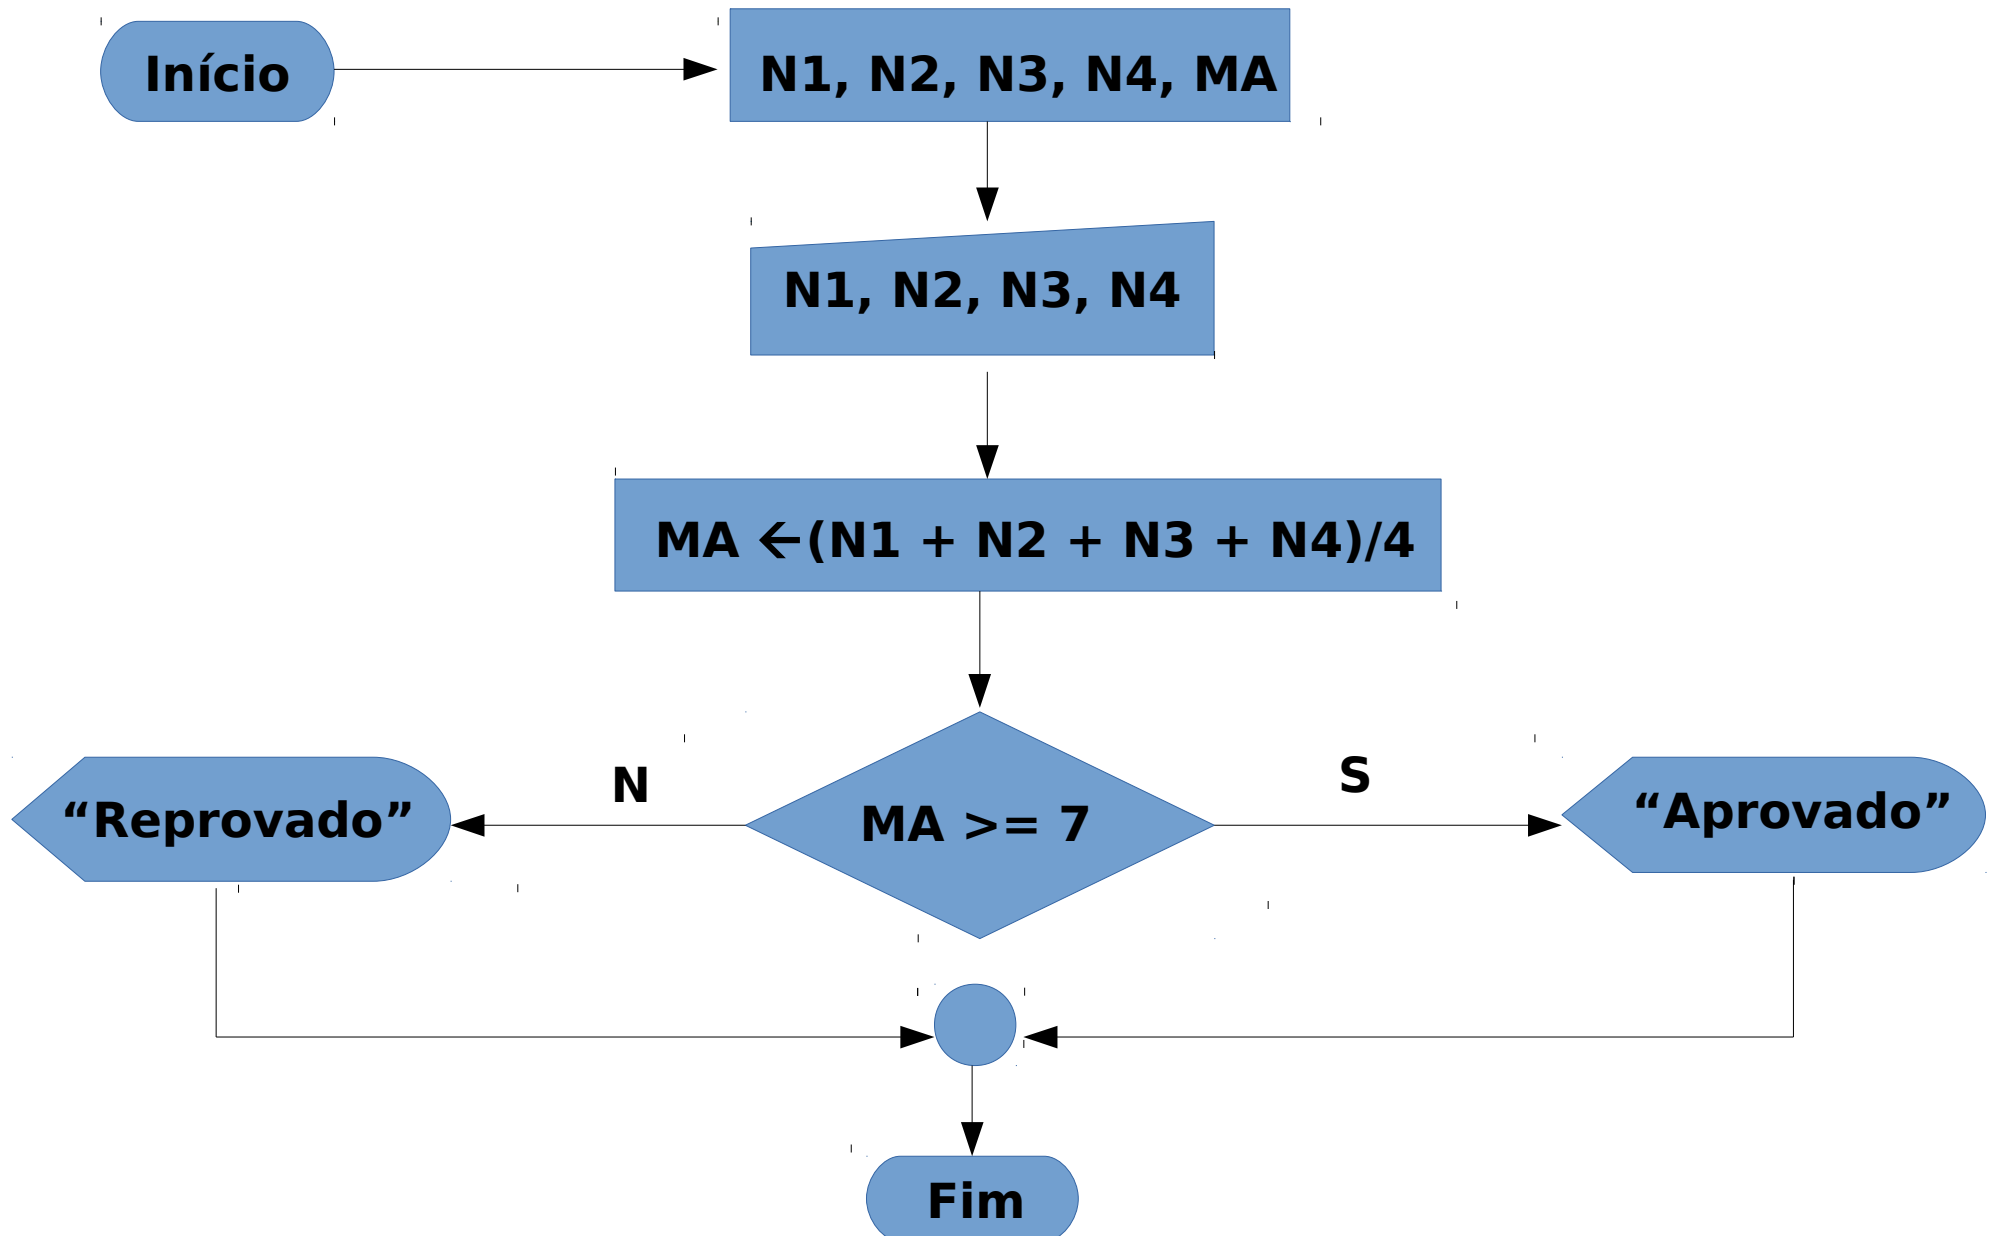 Início
N1, N2, N3, N4, MA
N1, N2, N3, N4
MA ←(N1 + N2 + N3 + N4)/4
N
S
“Reprovado”
MA >= 7
“Aprovado”
Fim